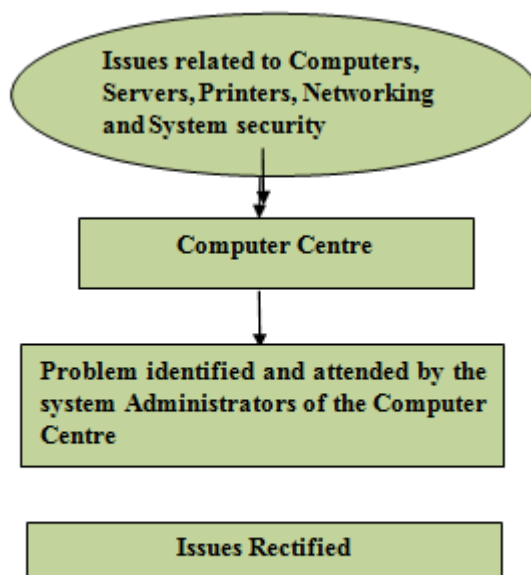 Issues related to Computers,
Servers, Printers, Networking
and System security
Computer Centre
Problem identified and attended by the
system Administrators of the Computer
Centre
Issues Rectified